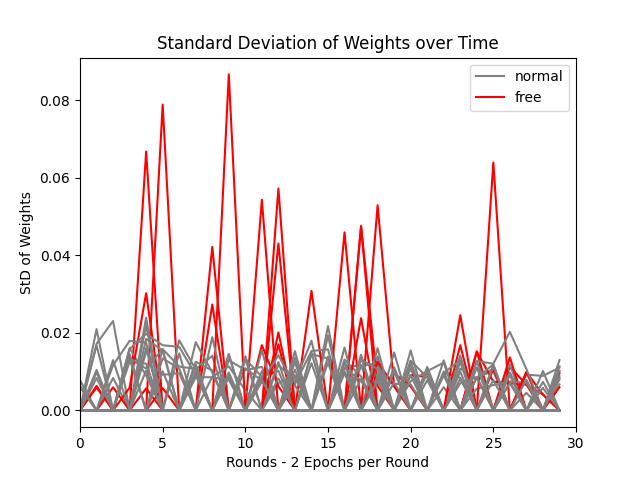 Standard Deviation of Weights over Time
normal
free
StD of Weights
0.08
0.06
0.04
0.02
0.00
0 5 10 15 20 25 30
Rounds - 2 Epochs per Round